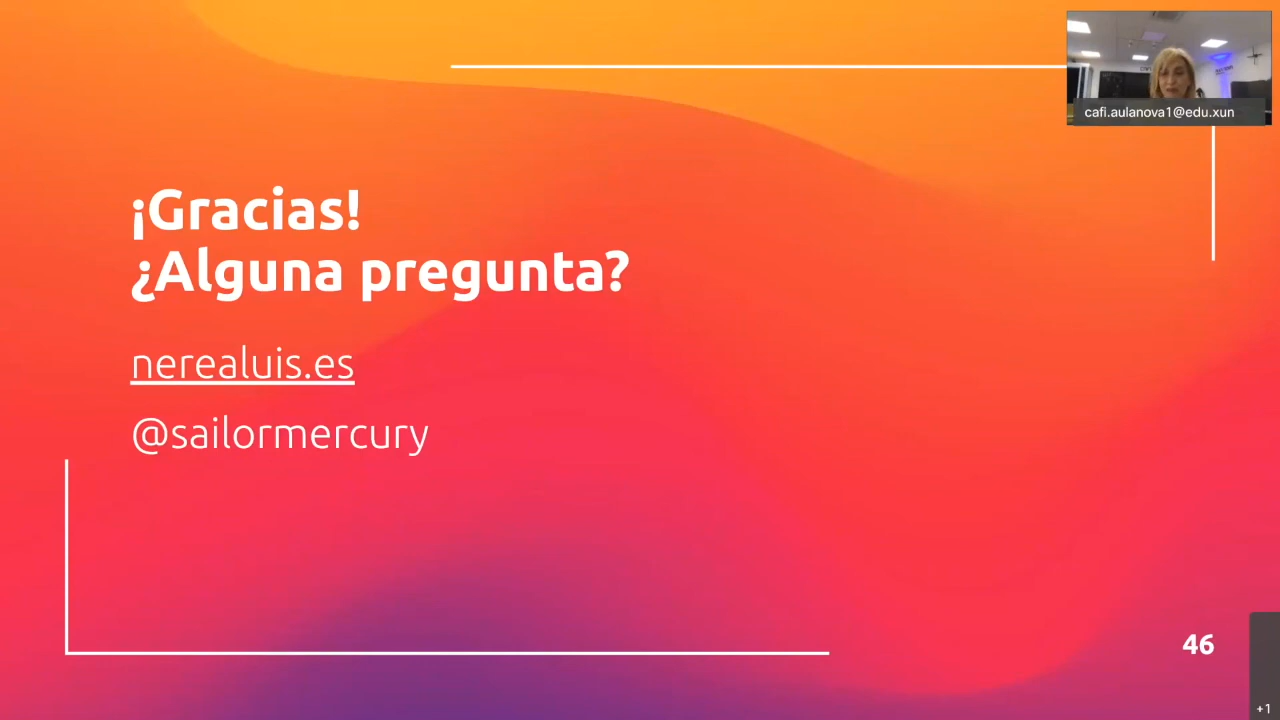 cafi.aulanova1@edu.xun
¡Gracias!
¿Alguna pregunta?
nerealuis.es
@sailormercury
46
+1